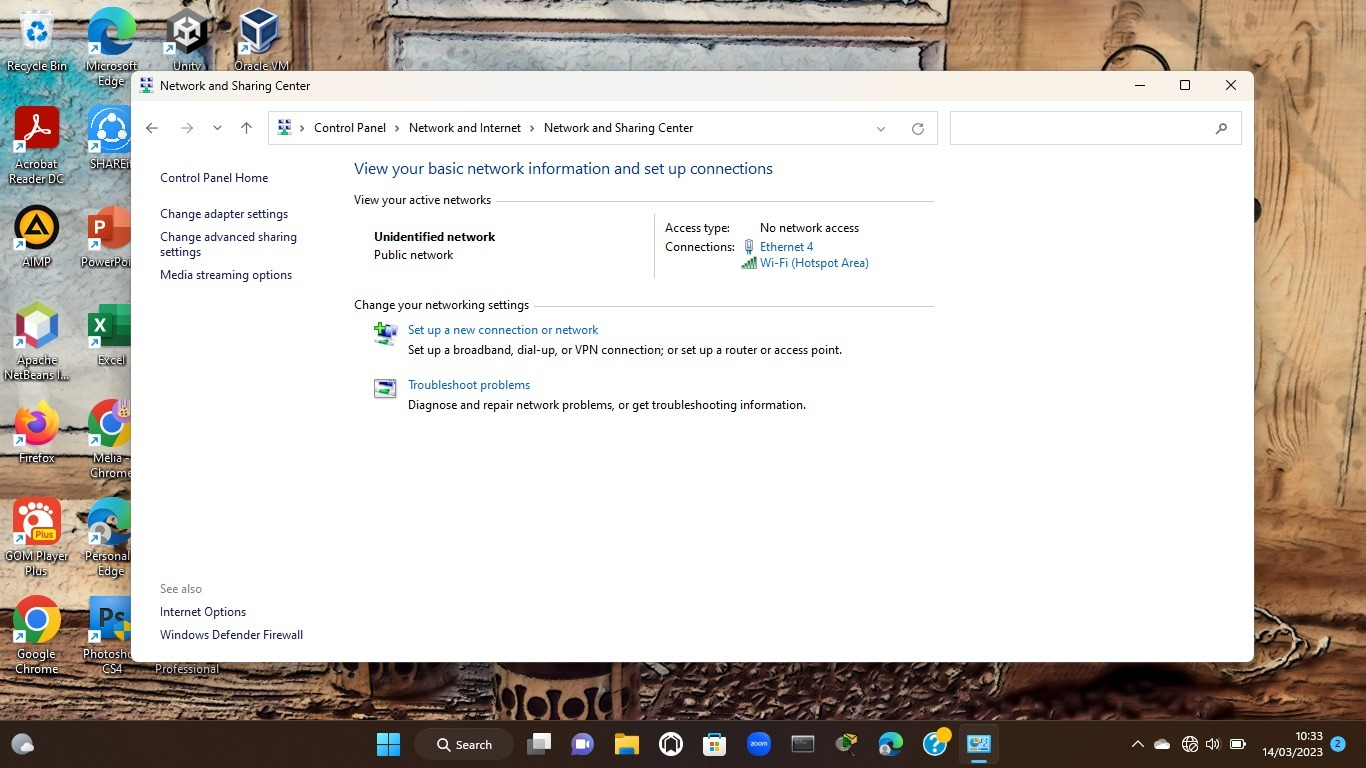 Recycle Bin
Microsoft
Edge
Unity
Oracle VM
Acrobat
Reader DC
SHAREit
AIMP
PowerPoi
Apache
NetBeans I...
Excel
Firefox
Melia -
Chrome
GOM Player
Plus
Plus
Personal
Edge
Google
Chrome
Ps
Photosho
CS4
Professional
Network and Sharing Center
Control Panel
Network and Internet
Network and Sharing Center
Control Panel Home
Change adapter settings
Change advanced sharing
settings
Media streaming options
See also
Internet Options
Windows Defender Firewall
View your basic network information and set up connections
View your active networks
Unidentified network
Public network
Access type: No network access
Connections: Ethernet 4
Wi-Fi (Hotspot Area)
Change your networking settings
Set up a new connection or network
Set up a broadband, dial-up, or VPN connection; or set up a router or access point.
Troubleshoot problems
Diagnose and repair network problems, or get troubleshooting information.
Search
zoom
10:33
14/03/2023
2